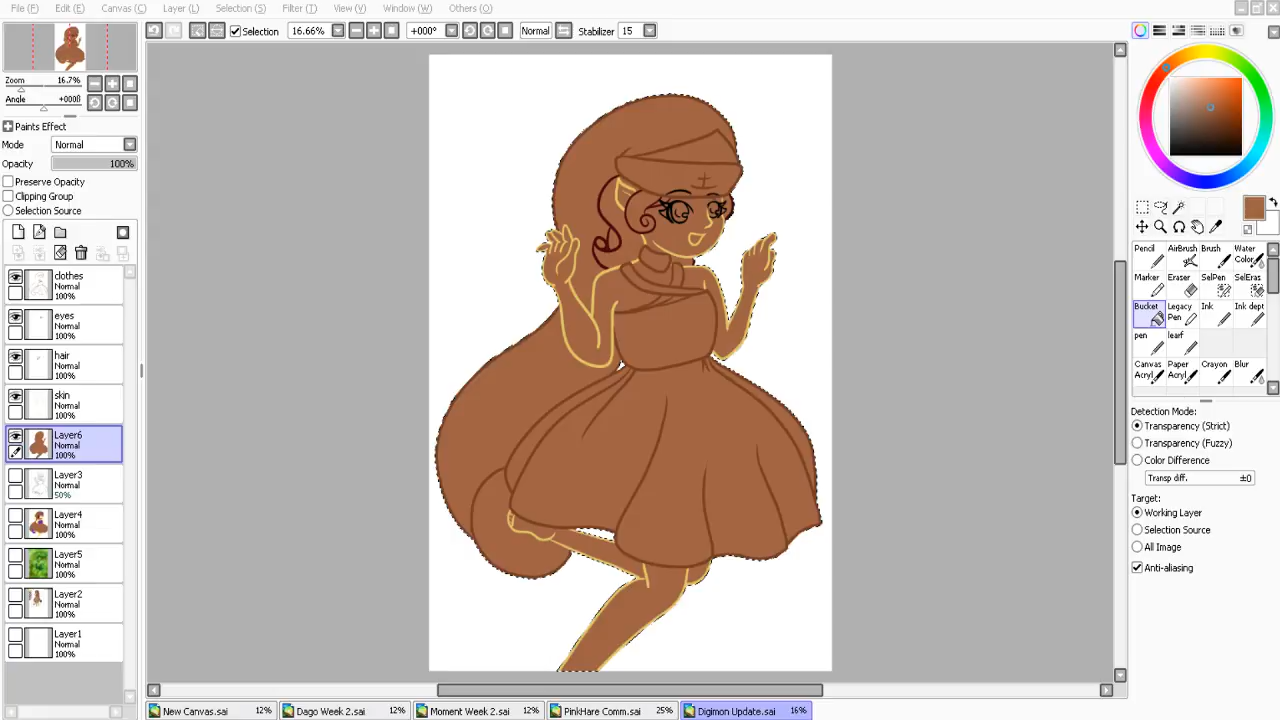 File (F) Edit (E) Canvas (C) Layer (L) Selection (S) Filter (T) View (V) Window (W) Others (O)
Selection 16.66% +000° Normal Stabilizer 15
Zoom 16.7%
Angle +0000
Paints Effect
Mode Normal
Opacity 100%
Preserve Opacity
Clipping Group
Selection Source
clothes
Normal
100%
eyes
Normal
100%
hair
Normal
100%
skin
Normal
100%
Layer6
Normal
100%
Layer3
Normal
50%
Layer4
Normal
100%
Layer5
Normal
100%
Layer2
Normal
100%
Layer1
Normal
100%
Pencil AirBrush Brush Water Color
Marker Eraser SelPen SelEras
Bucket Legacy Pen Ink Ink dept
pen learf
Canvas Acryl Paper Acryl Crayon Blur
Detection Mode:
Transparency (Strict)
Transparency (Fuzzy)
Color Difference
Transp diff. ±0
Target:
Working Layer
Selection Source
All Image
Anti-aliasing
New Canvas.sai 12% Dago Week 2.sai 12% Moment Week 2.sai 12% PinkHare Comm.sai 25% Digimon Update.sai 16%